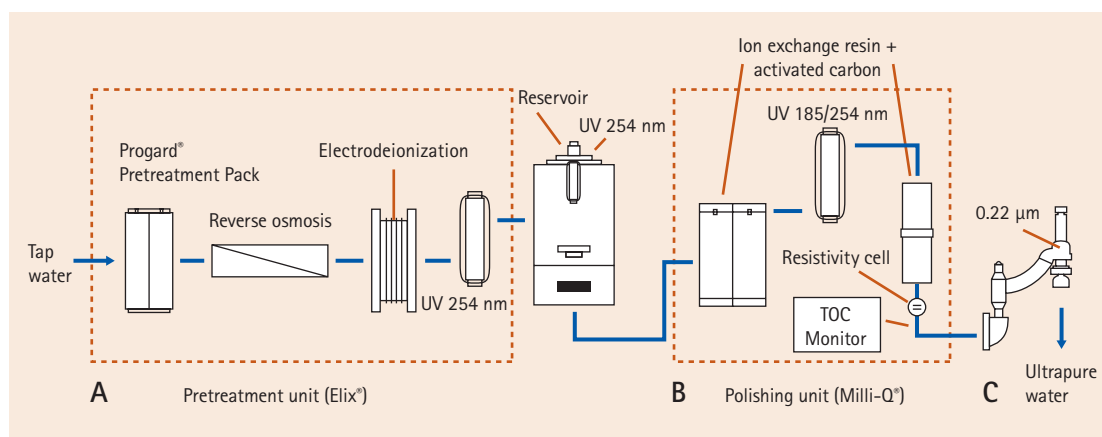 Ion exchange resin +
activated carbon
Reservoir
UV 254 nm
UV 185/254 nm
Progard®
Pretreatment Pack
Electrodeionization
Reverse osmosis
0.22 µm
Tap
water
Resistivity cell
UV 254 nm
TOC
Monitor
A
Pretreatment unit (Elix®)
B
Polishing unit (Milli-Q®)
C
Ultrapure
water